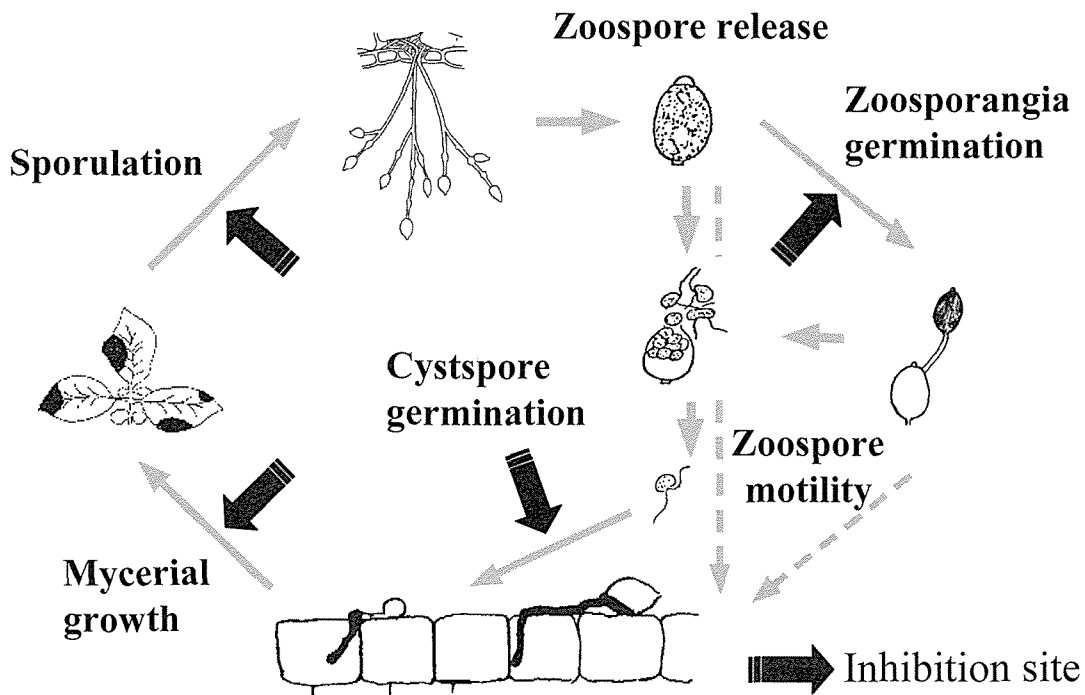 Zoospore release
Zoosporangia
germination
Sporulation
Cystspore
germination
Zoospore
motility
Mycerial
growth
Inhibition site